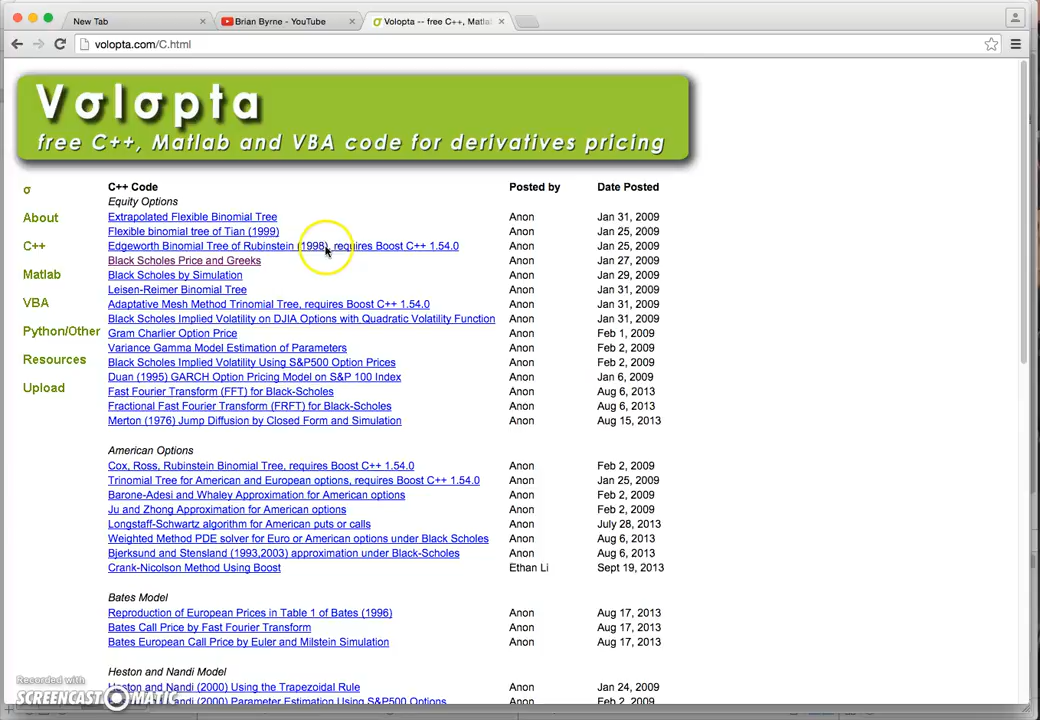 New Tab
Brian Byrne - YouTube
Volopta -- free C++, Matla
volopta.com/C.html
Vσlσpta
free C++, Matlab and VBA code for derivatives pricing
σ
About
C++
Matlab
VBA
Python/Other
Resources
Upload
C++ Code Posted by Date Posted
Equity Options
Extrapolated Flexible Binomial Tree Anon Jan 31, 2009
Flexible binomial tree of Tian (1999) Anon Jan 25, 2009
Edgeworth Binomial Tree of Rubinstein (1998), requires Boost C++ 1.54.0 Anon Jan 25, 2009
Black Scholes Price and Greeks Anon Jan 27, 2009
Black Scholes by Simulation Anon Jan 29, 2009
Leisen-Reimer Binomial Tree Anon Jan 31, 2009
Adaptative Mesh Method Trinomial Tree, requires Boost C++ 1.54.0 Anon Jan 31, 2009
Black Scholes Implied Volatility on DJIA Options with Quadratic Volatility Function Anon Jan 31, 2009
Gram Charlier Option Price Anon Feb 1, 2009
Variance Gamma Model Estimation of Parameters Anon Feb 2, 2009
Black Scholes Implied Volatility Using S&P500 Option Prices Anon Feb 2, 2009
Duan (1995) GARCH Option Pricing Model on S&P 100 Index Anon Jan 6, 2009
Fast Fourier Transform (FFT) for Black-Scholes Anon Aug 6, 2013
Fractional Fast Fourier Transform (FRFT) for Black-Scholes Anon Aug 6, 2013
Merton (1976) Jump Diffusion by Closed Form and Simulation Anon Aug 15, 2013
American Options
Cox, Ross, Rubinstein Binomial Tree, requires Boost C++ 1.54.0 Anon Feb 2, 2009
Trinomial Tree for American and European options, requires Boost C++ 1.54.0 Anon Jan 25, 2009
Barone-Adesi and Whaley Approximation for American options Anon Feb 2, 2009
Ju and Zhong Approximation for American options Anon Feb 2, 2009
Longstaff-Schwartz algorithm for American puts or calls Anon July 28, 2013
Weighted Method PDE solver for Euro or American options under Black Scholes Anon Aug 6, 2013
Bjerksund and Stensland (1993,2003) approximation under Black-Scholes Anon Aug 6, 2013
Crank-Nicolson Method Using Boost Ethan Li Sept 19, 2013
Bates Model
Reproduction of European Prices in Table 1 of Bates (1996) Anon Aug 17, 2013
Bates Call Price by Fast Fourier Transform Anon Aug 17, 2013
Bates European Call Price by Euler and Milstein Simulation Anon Aug 17, 2013
Heston and Nandi Model
Heston and Nandi (2000) Using the Trapezoidal Rule Anon Jan 24, 2009
and Nandi (2000) Parameter Estimation Using S&P500 Options Anon Feb 2, 2009
Recorded with
SCREENCAST-O-MATIC